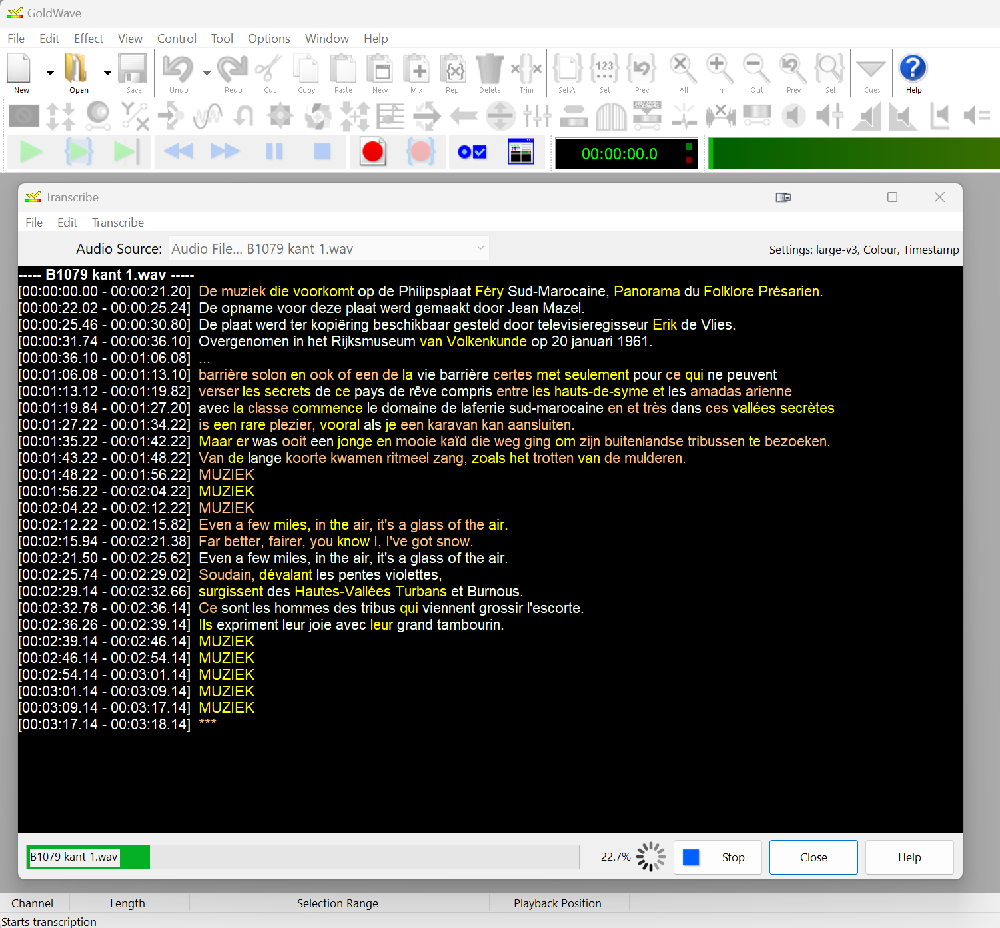 GoldWave
File Edit Effect View Control Tool Options Window Help
New Open Save Undo Redo Cut Copy Paste New Mix Repl Delete Trim Sel All Set Prev All In Out Prev Sel Cues Help
00:00:00.0
Transcribe
File Edit Transcribe
Audio Source: Audio File... B1079 kant 1.wav Settings: large-v3, Colour, Timestamp
----- B1079 kant 1.wav -----
[00:00:00.00 - 00:00:21.20] De muziek die voorkomt op de Philipsplaat Féry Sud-Marocaine, Panorama du Folklore Présarien.
[00:00:22.02 - 00:00:25.24] De opname voor deze plaat werd gemaakt door Jean Mazel.
[00:00:25.46 - 00:00:30.80] De plaat werd ter kopiëring beschikbaar gesteld door televisieregisseur Erik de Vlies.
[00:00:31.74 - 00:00:36.10] Overgenomen in het Rijksmuseum van Volkenkunde op 20 januari 1961.
[00:00:36.10 - 00:01:06.08] ...
[00:01:06.08 - 00:01:13.10] barrière solon en ook of een de la vie barrière certes met seulement pour ce qui ne peuvent
[00:01:13.12 - 00:01:19.82] verser les secrets de ce pays de rêve compris entre les hauts-de-syme et les amadas arienne
[00:01:19.84 - 00:01:27.20] avec la classe commence le domaine de laferrie sud-marocaine en et très dans ces vallées secrètes
[00:01:27.22 - 00:01:34.22] is een rare plezier, vooral als je een karavan kan aansluiten.
[00:01:35.22 - 00:01:42.22] Maar er was ooit een jonge en mooie kaïd die weg ging om zijn buitenlandse tribussen te bezoeken.
[00:01:43.22 - 00:01:48.22] Van de lange koorte kwamen ritmeel zang, zoals het trotten van de mulderen.
[00:01:48.22 - 00:01:56.22] MUZIEK
[00:01:56.22 - 00:02:04.22] MUZIEK
[00:02:04.22 - 00:02:12.22] MUZIEK
[00:02:12.22 - 00:02:15.82] Even a few miles, in the air, it's a glass of the air.
[00:02:15.94 - 00:02:21.38] Far better, fairer, you know I, I've got snow.
[00:02:21.50 - 00:02:25.62] Even a few miles, in the air, it's a glass of the air.
[00:02:25.74 - 00:02:29.02] Soudain, dévalant les pentes violettes,
[00:02:29.14 - 00:02:32.66] surgissent des Hautes-Vallées Turbans et Burnous.
[00:02:32.78 - 00:02:36.14] Ce sont les hommes des tribus qui viennent grossir l'escorte.
[00:02:36.26 - 00:02:39.14] Ils expriment leur joie avec leur grand tambourin.
[00:02:39.14 - 00:02:46.14] MUZIEK
[00:02:46.14 - 00:02:54.14] MUZIEK
[00:02:54.14 - 00:03:01.14] MUZIEK
[00:03:01.14 - 00:03:09.14] MUZIEK
[00:03:09.14 - 00:03:17.14] MUZIEK
[00:03:17.14 - 00:03:18.14] ***
B1079 kant 1.wav 22.7% Stop Close Help
Channel Length Selection Range Playback Position
Starts transcription